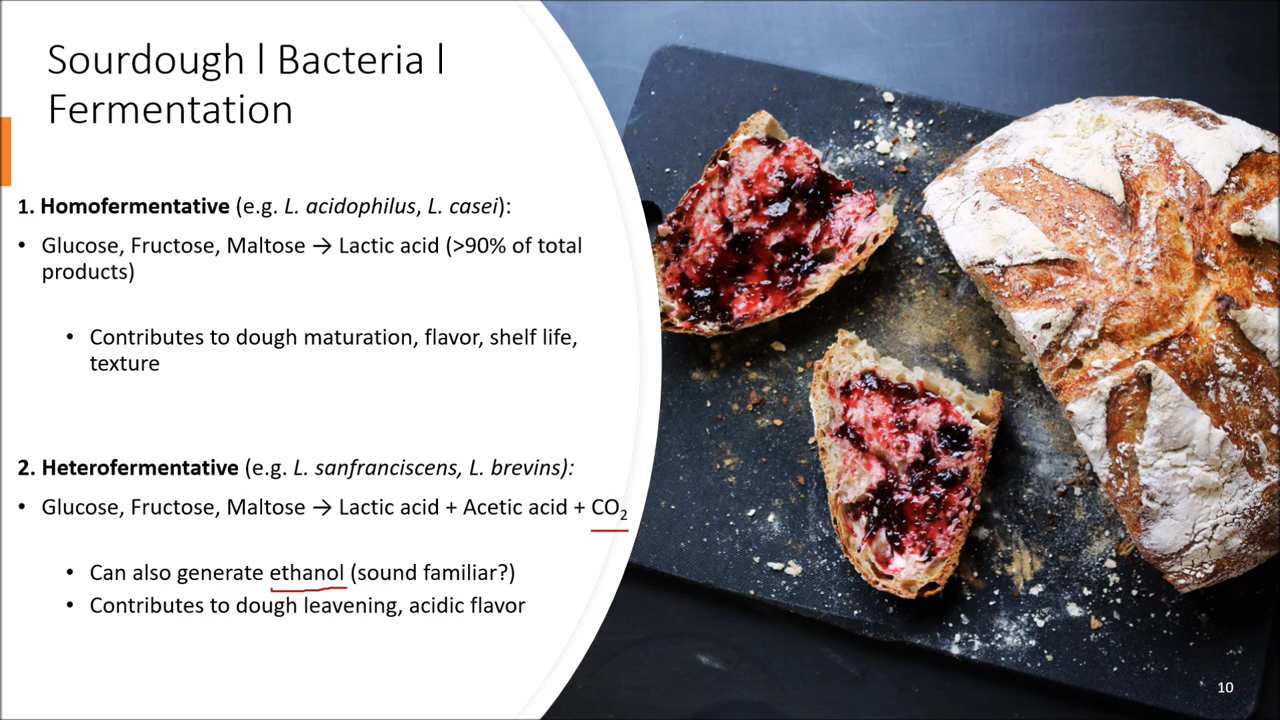 Sourdough l Bacteria l
Fermentation
1. Homofermentative (e.g. L. acidophilus, L. casei):
• Glucose, Fructose, Maltose → Lactic acid (>90% of total
products)
• Contributes to dough maturation, flavor, shelf life,
texture
2. Heterofermentative (e.g. L. sanfranciscens, L. brevins):
• Glucose, Fructose, Maltose → Lactic acid + Acetic acid + CO₂
• Can also generate ethanol (sound familiar?)
• Contributes to dough leavening, acidic flavor
10